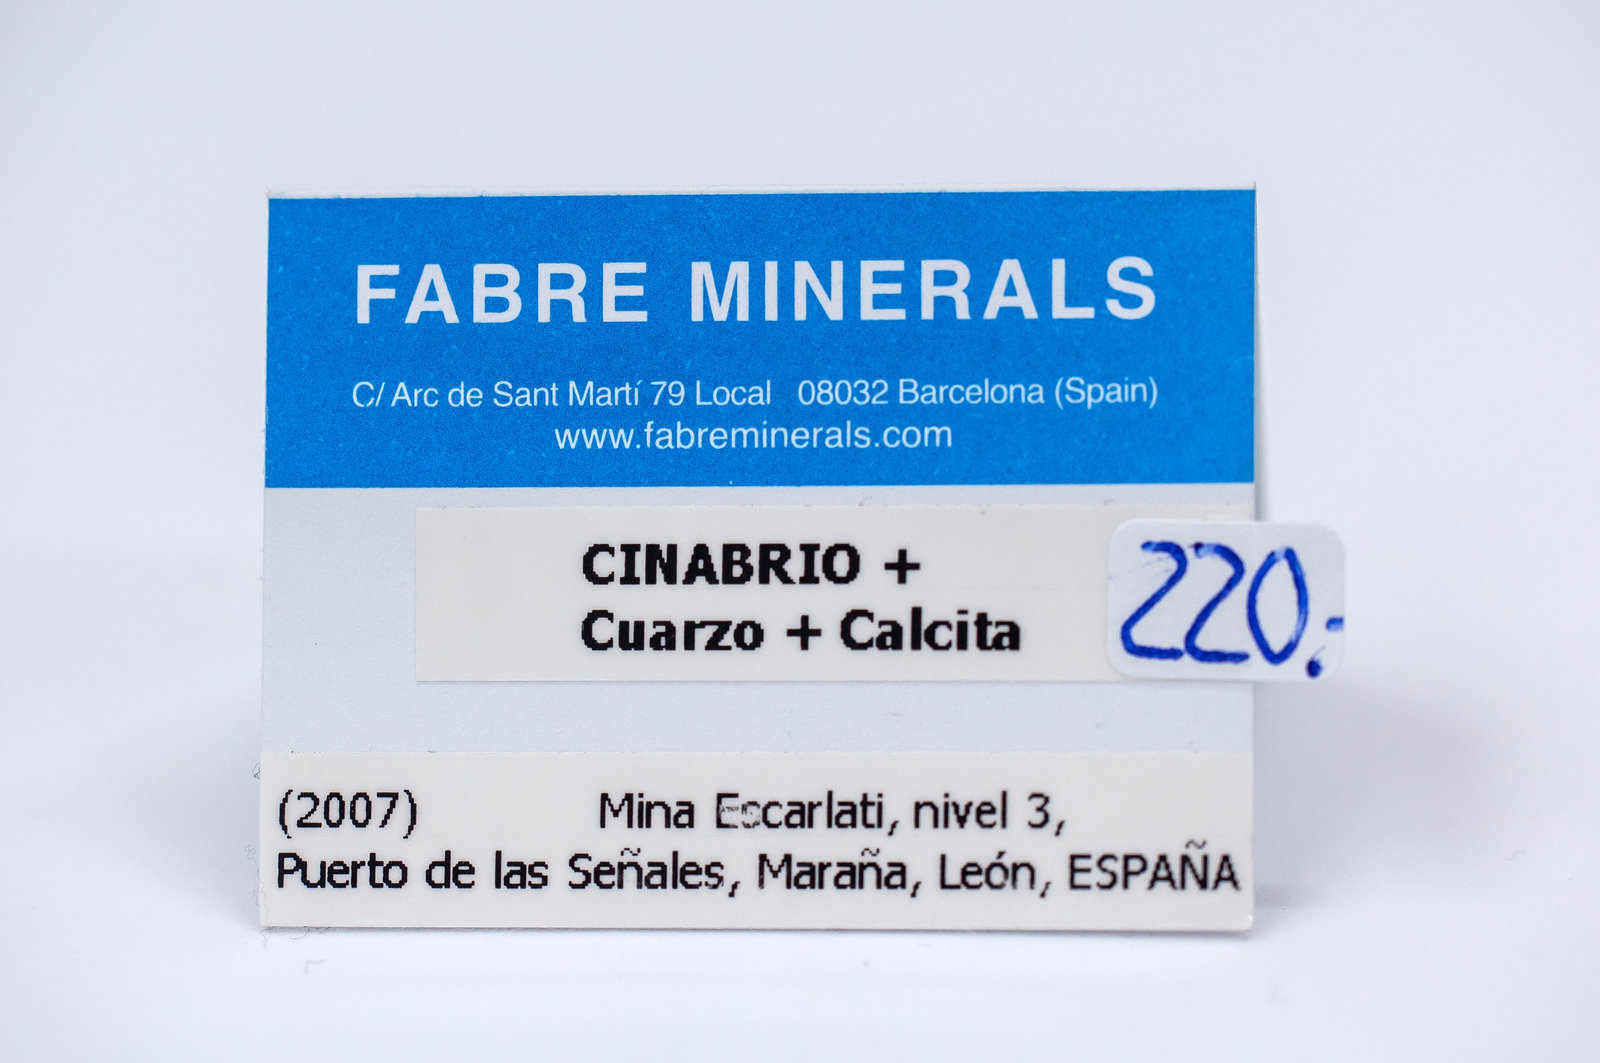 FABRE MINERALS
C/ Arc de Sant Martí 79 Local 08032 Barcelona (Spain)
www.fabreminerals.com
CINABRIO +
Cuarzo + Calcita
220.-
(2007) Mina Escarlati, nivel 3,
Puerto de las Señales, Maraña, León, ESPAÑA